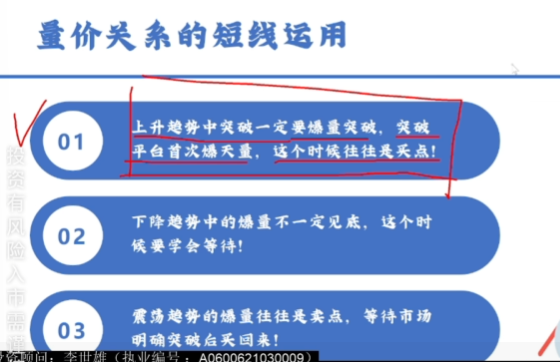 量价关系的短线运用
01
上升趋势中突破一定要爆量突破，突破
平台首次爆天量，这个时候往往是买点！
02
下降趋势中的爆量不一定见底，这个时
候要学会等待！
03
震荡趋势的爆量往往是卖点，等待市场
明确突破后买回来！
投资有风险入市需谨
投资顾问：李世雄（执业编号：A0600621030009）